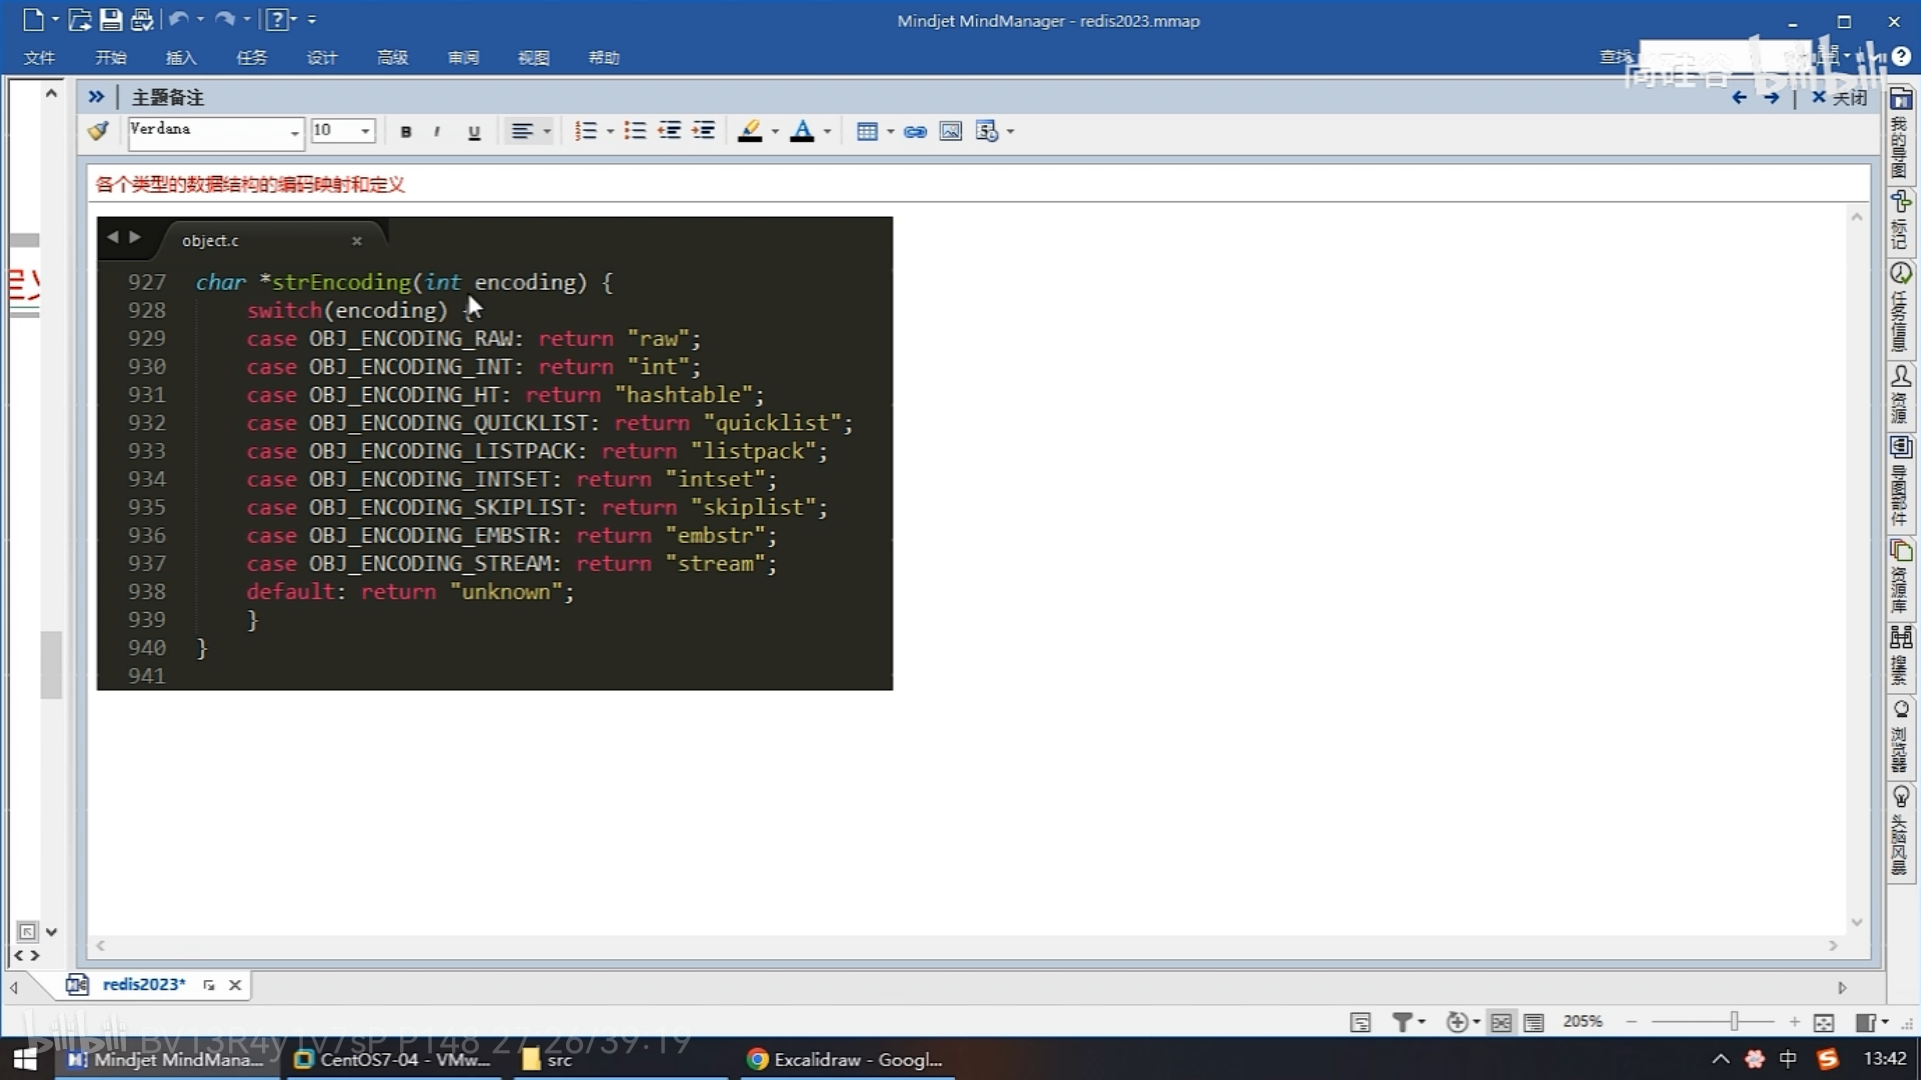 Mindjet MindManager - redis2023.mmap
文件 开始 插入 任务 设计 高级 审阅 视图 帮助 查找
尚硅谷 bilibili
主题备注 关闭
Verdana 10 B I U
各个类型的数据结构的编码映射和定义
object.c
927 char *strEncoding(int encoding) {
928 switch(encoding) {
929 case OBJ_ENCODING_RAW: return "raw";
930 case OBJ_ENCODING_INT: return "int";
931 case OBJ_ENCODING_HT: return "hashtable";
932 case OBJ_ENCODING_QUICKLIST: return "quicklist";
933 case OBJ_ENCODING_LISTPACK: return "listpack";
934 case OBJ_ENCODING_INTSET: return "intset";
935 case OBJ_ENCODING_SKIPLIST: return "skiplist";
936 case OBJ_ENCODING_EMBSTR: return "embstr";
937 case OBJ_ENCODING_STREAM: return "stream";
938 default: return "unknown";
939 }
940 }
941
我的导图
标记
任务信息
资源
导图部件
资源库
搜索
浏览器
头脑风暴
redis2023*
205%
bilibili BV13R4y1v7sP P148 27:26/39:19
Mindjet MindMana... CentOS7-04 - VMw... src Excalidraw - Googl... 中 13:42